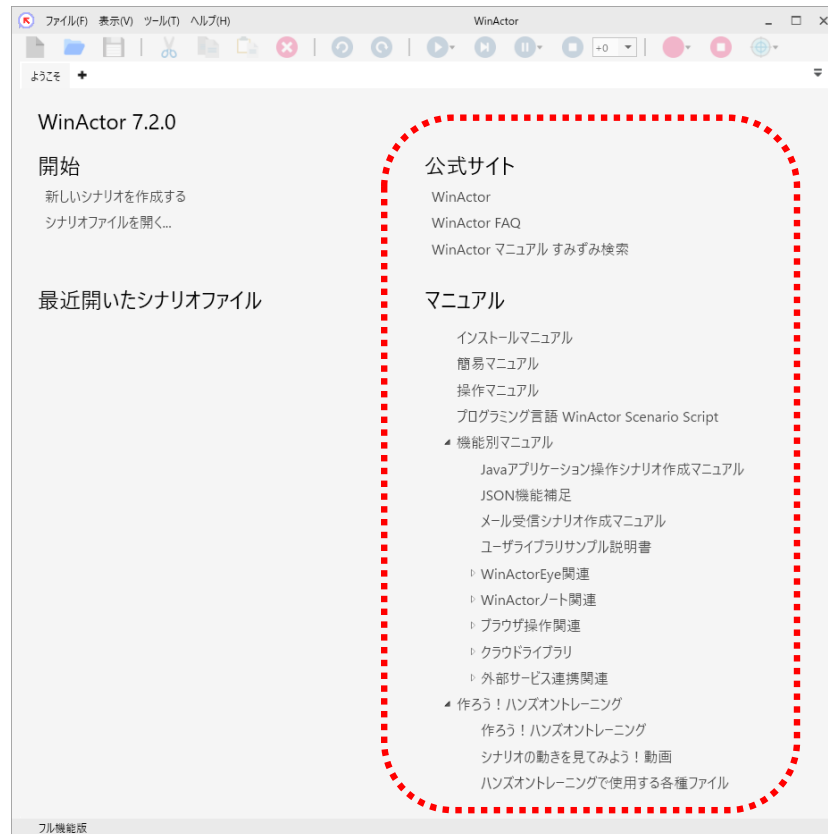 ファイル(F) 表示(V) ツール(T) ヘルプ(H) WinActor
+0
ようこそ
WinActor 7.2.0
開始
新しいシナリオを作成する
シナリオファイルを開く...
最近開いたシナリオファイル
公式サイト
WinActor
WinActor FAQ
WinActor マニュアル すみずみ検索
マニュアル
インストールマニュアル
簡易マニュアル
操作マニュアル
プログラミング言語 WinActor Scenario Script
機能別マニュアル
Javaアプリケーション操作シナリオ作成マニュアル
JSON機能補足
メール受信シナリオ作成マニュアル
ユーザライブラリサンプル説明書
WinActorEye関連
WinActorノート関連
ブラウザ操作関連
クラウドライブラリ
外部サービス連携関連
作ろう！ハンズオントレーニング
作ろう！ハンズオントレーニング
シナリオの動きを見てみよう！動画
ハンズオントレーニングで使用する各種ファイル
フル機能版